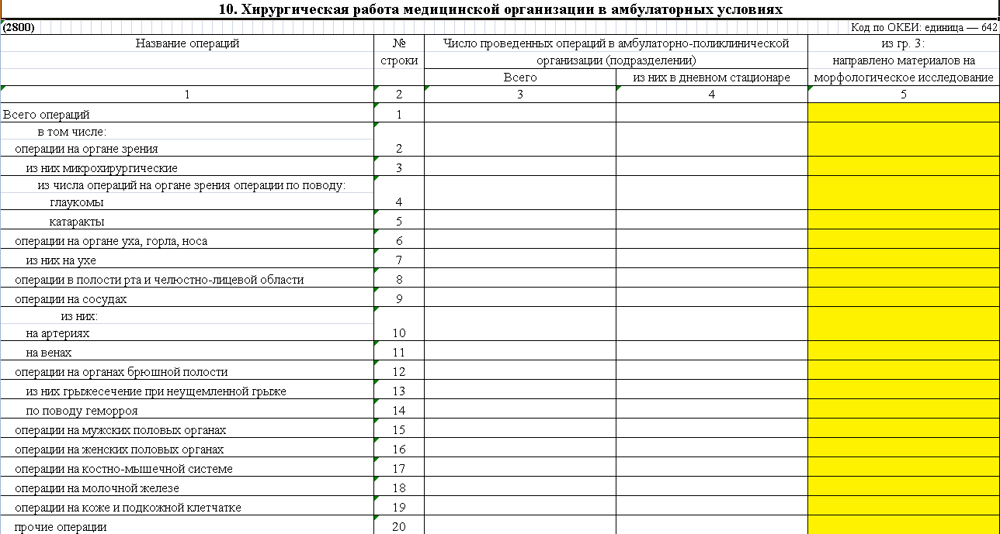 10. Хирургическая работа медицинской организации в амбулаторных условиях
(2800)
Код по ОКЕИ: единица — 642
Название операций
№
строки
Число проведенных операций в амбулаторно-поликлинической
организации (подразделении)
из гр. 3:
направлено материалов на
морфологическое исследование
Всего
из них в дневном стационаре
1 2 3 4 5
Всего операций 1
в том числе:
операции на органе зрения 2
из них микрохирургические 3
из числа операций на органе зрения операции по поводу:
глаукомы 4
катаракты 5
операции на органе уха, горла, носа 6
из них на ухе 7
операции в полости рта и челюстно-лицевой области 8
операции на сосудах 9
из них:
на артериях 10
на венах 11
операции на органах брюшной полости 12
из них грыжесечение при неущемленной грыже 13
по поводу геморроя 14
операции на мужских половых органах 15
операции на женских половых органах 16
операции на костно-мышечной системе 17
операции на молочной железе 18
операции на коже и подкожной клетчатке 19
прочие операции 20